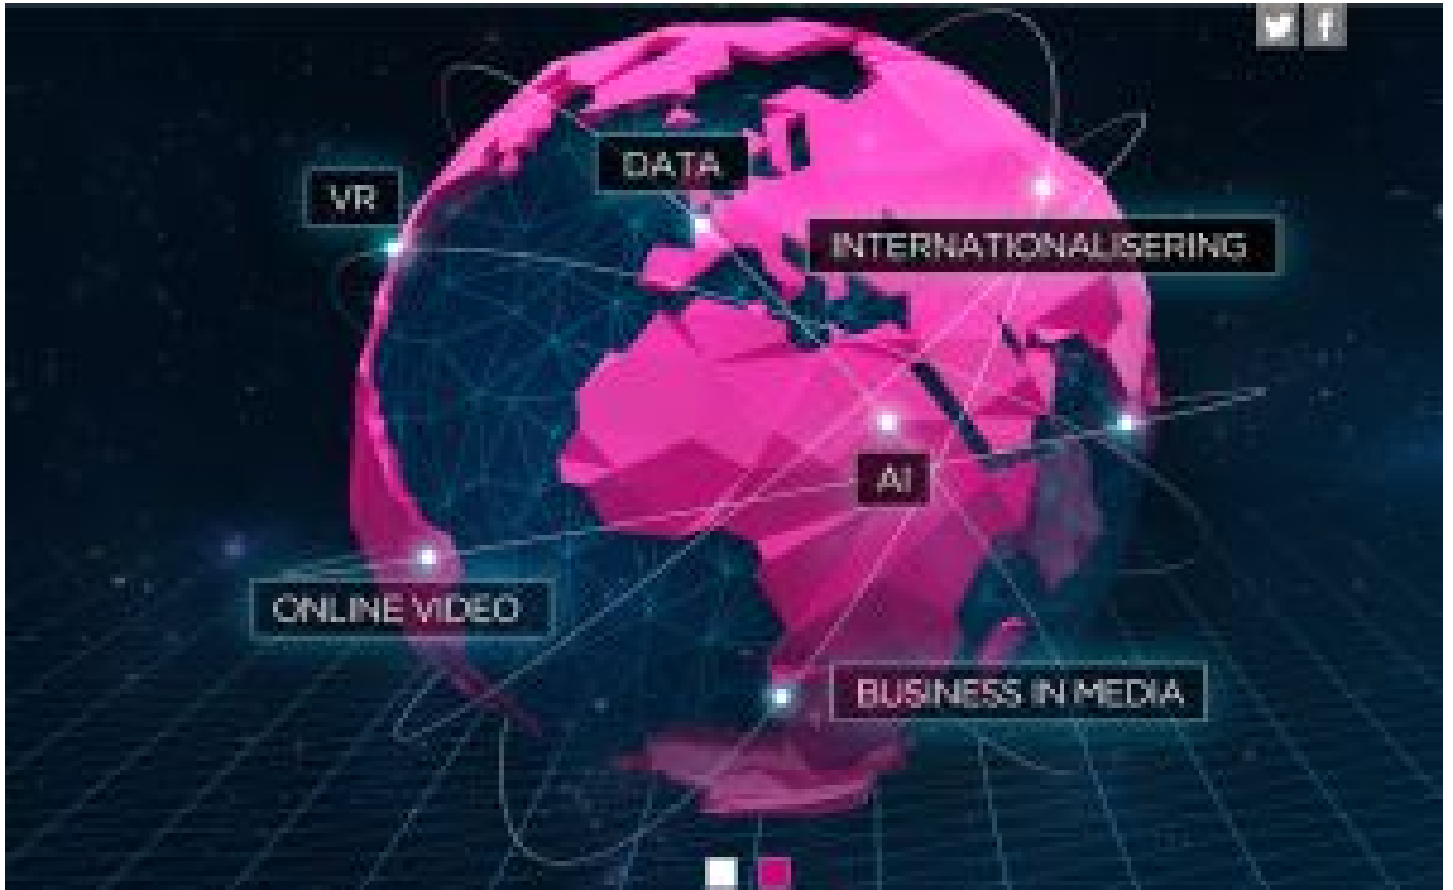 DATA
VR
INTERNATIONALISERING
AI
ONLINE VIDEO
BUSINESS IN MEDIA